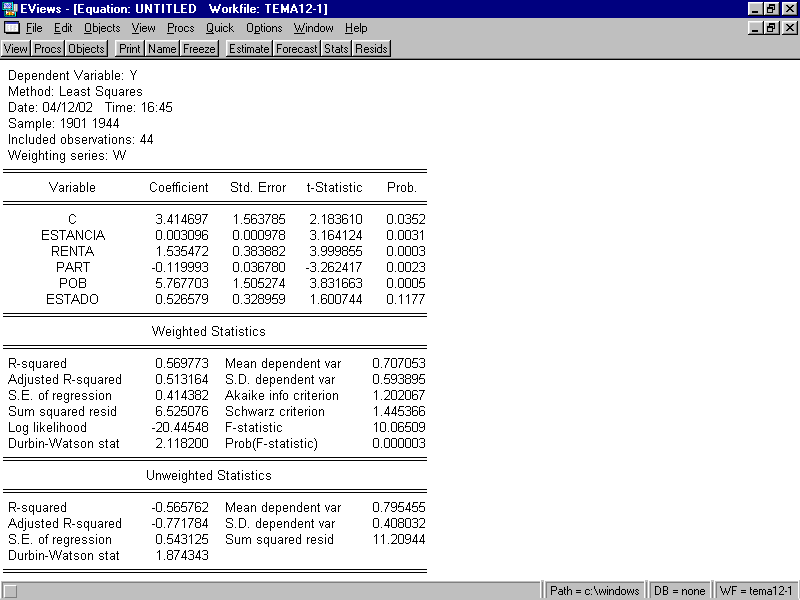 EViews - [Equation: UNTITLED Workfile: TEMA12-1]
File Edit Objects View Procs Quick Options Window Help
View Procs Objects Print Name Freeze Estimate Forecast Stats Resids
Dependent Variable: Y
Method: Least Squares
Date: 04/12/02 Time: 16:45
Sample: 1901 1944
Included observations: 44
Weighting series: W
Variable Coefficient Std. Error t-Statistic Prob.
C 3.414697 1.563785 2.183610 0.0352
ESTANCIA 0.003096 0.000978 3.164124 0.0031
RENTA 1.535472 0.383882 3.999855 0.0003
PART -0.119993 0.036780 -3.262417 0.0023
POB 5.767703 1.505274 3.831663 0.0005
ESTADO 0.526579 0.328959 1.600744 0.1177
Weighted Statistics
R-squared 0.569773 Mean dependent var 0.707053
Adjusted R-squared 0.513164 S.D. dependent var 0.593895
S.E. of regression 0.414382 Akaike info criterion 1.202067
Sum squared resid 6.525076 Schwarz criterion 1.445366
Log likelihood -20.44548 F-statistic 10.06509
Durbin-Watson stat 2.118200 Prob(F-statistic) 0.000003
Unweighted Statistics
R-squared -0.565762 Mean dependent var 0.795455
Adjusted R-squared -0.771784 S.D. dependent var 0.408032
S.E. of regression 0.543125 Sum squared resid 11.20944
Durbin-Watson stat 1.874343
Path = c:\windows DB = none WF = tema12-1